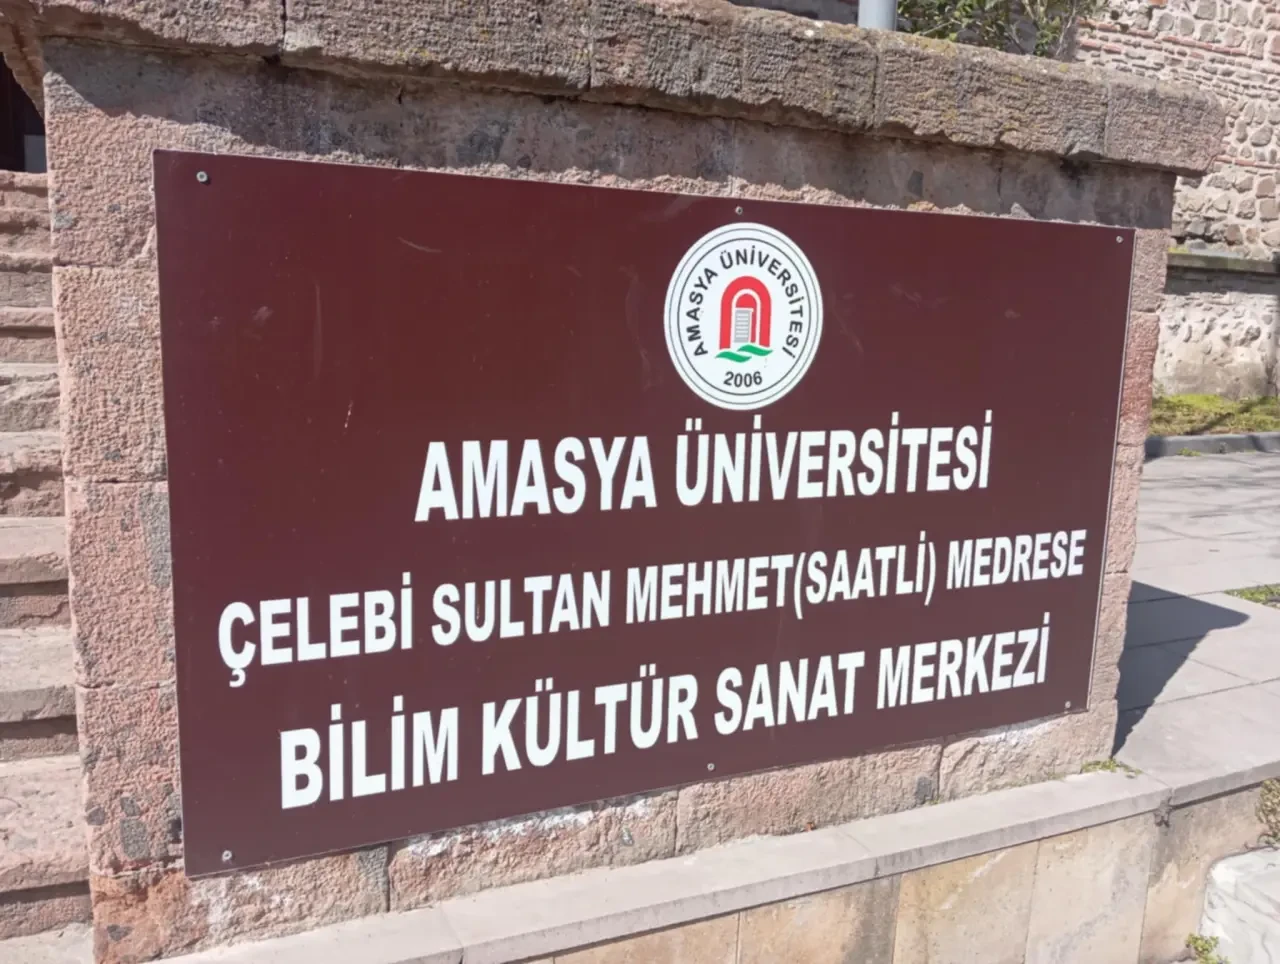 AMASYA ÜNİVERSİTESİ
2006
AMASYA ÜNİVERSİTESİ
ÇELEBİ SULTAN MEHMET(SAATLİ) MEDRESE
BİLİM KÜLTÜR SANAT MERKEZİ